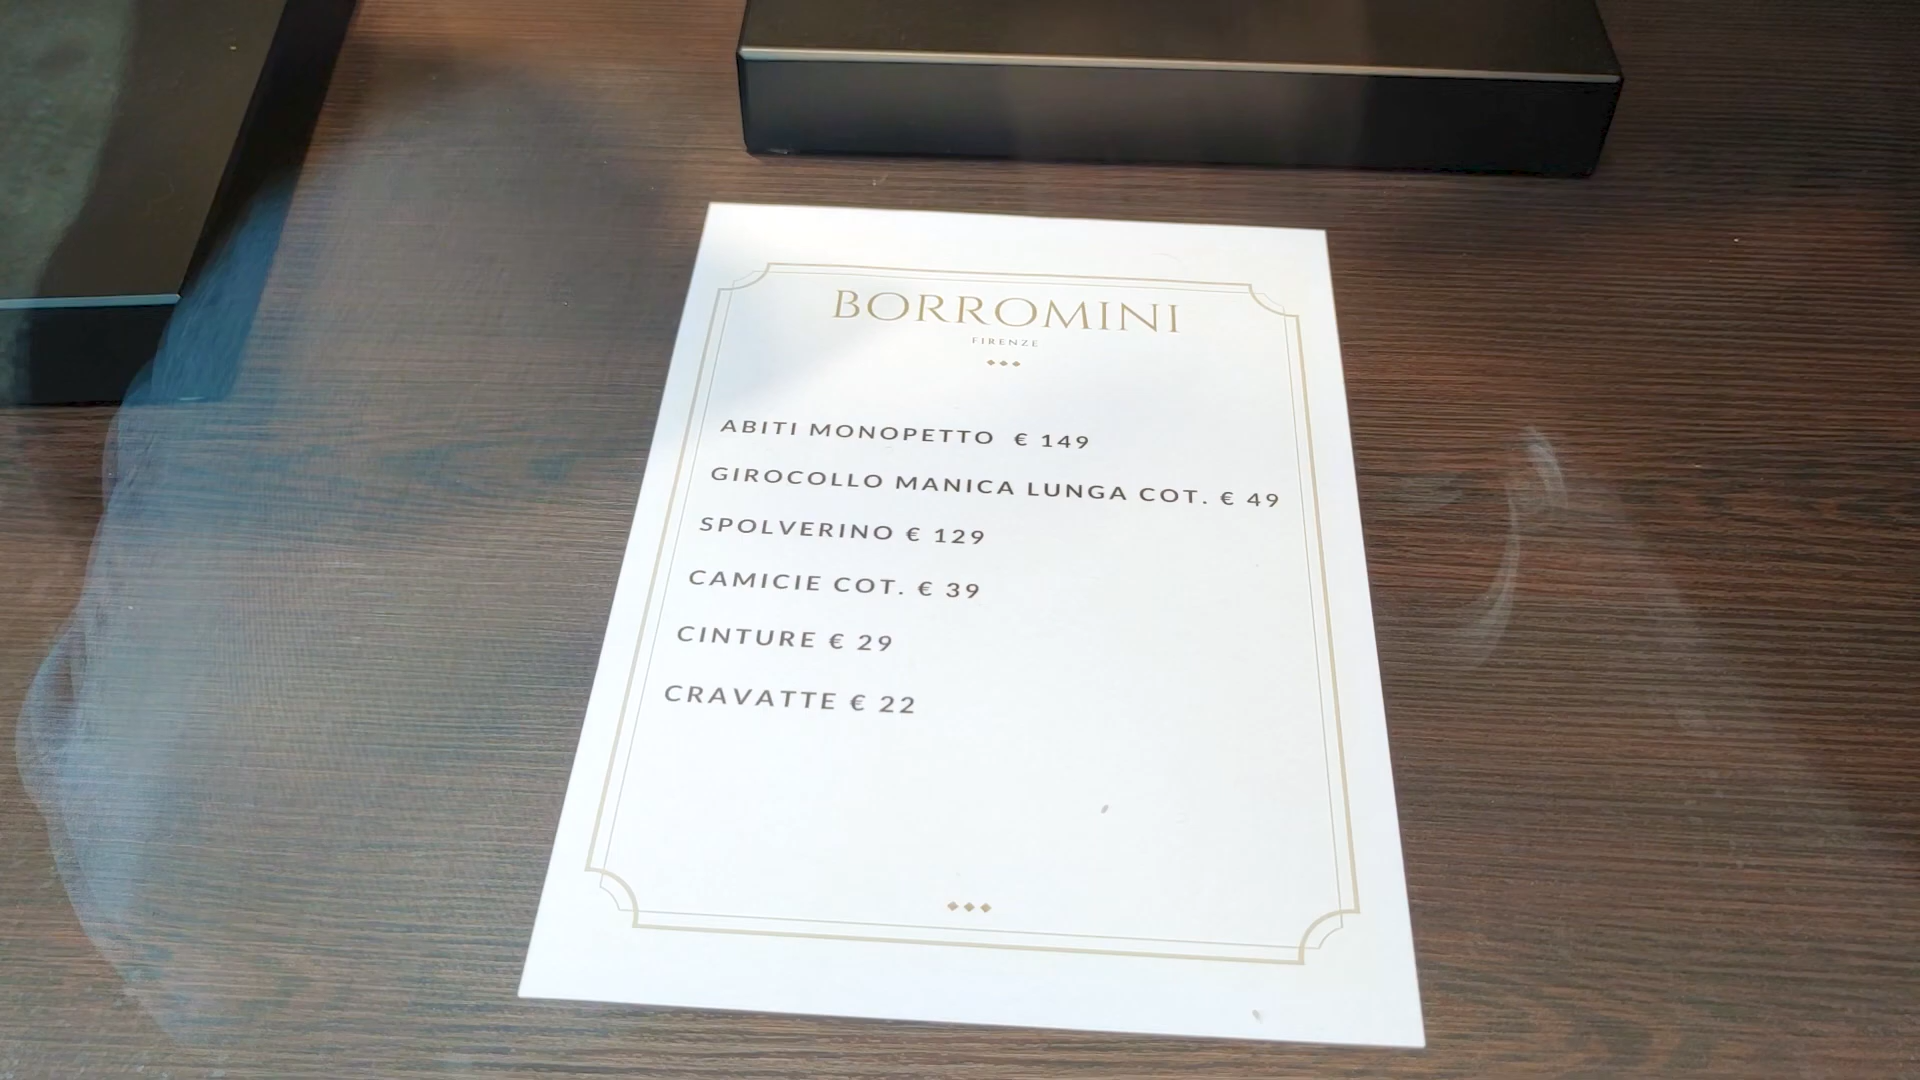 BORROMINI
FIRENZE
ABITI MONOPETTO € 149
GIROCOLLO MANICA LUNGA COT. € 49
SPOLVERINO € 129
CAMICIE COT. € 39
CINTURE € 29
CRAVATTE € 22